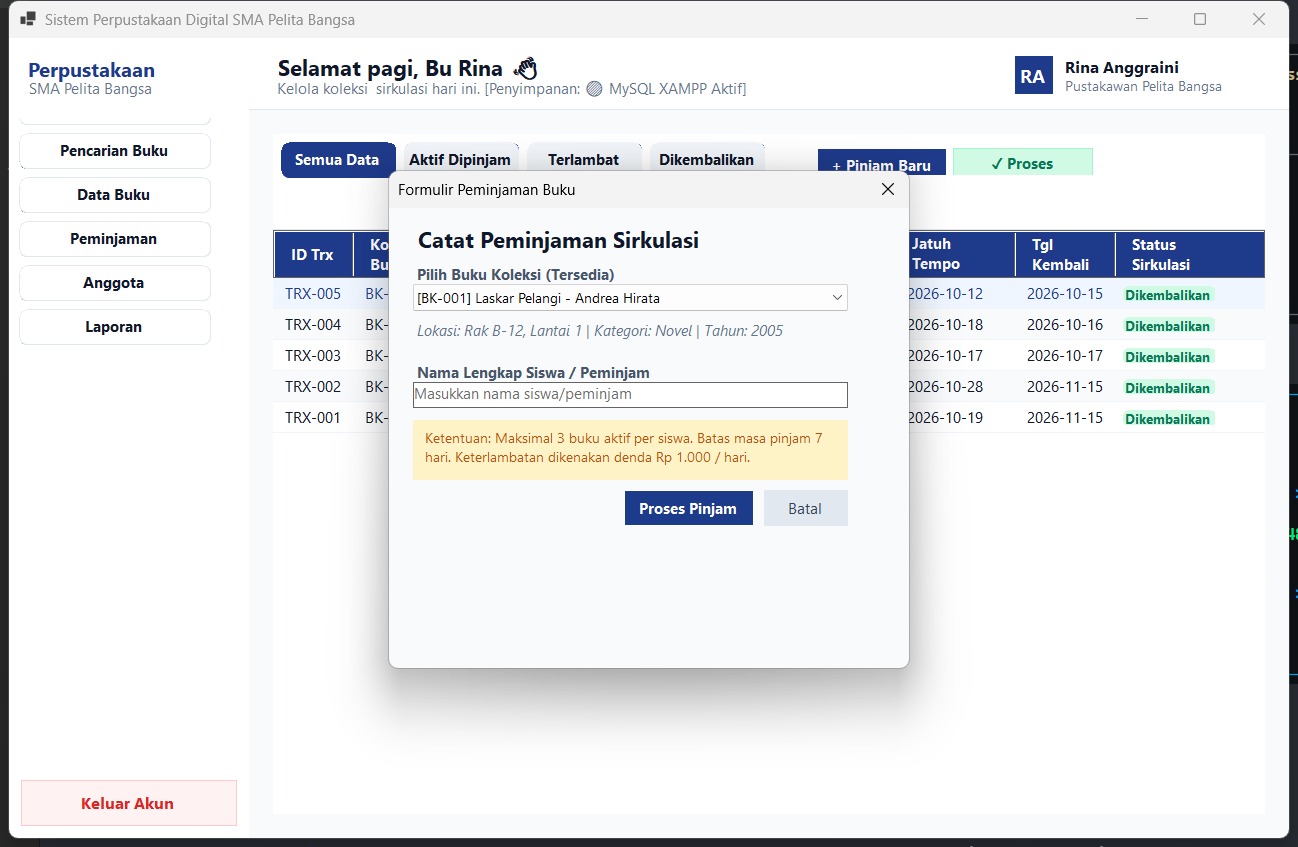 Sistem Perpustakaan Digital SMA Pelita Bangsa
Perpustakaan
SMA Pelita Bangsa
Selamat pagi, Bu Rina
Kelola koleksi sirkulasi hari ini. [Penyimpanan: MySQL XAMPP Aktif]
RA
Rina Anggraini
Pustakawan Pelita Bangsa
Pencarian Buku
Data Buku
Peminjaman
Anggota
Laporan
Keluar Akun
Semua Data
Aktif Dipinjam
Terlambat
Dikembalikan
+ Pinjam Baru
✓ Proses
Formulir Peminjaman Buku
Catat Peminjaman Sirkulasi
Pilih Buku Koleksi (Tersedia)
[BK-001] Laskar Pelangi - Andrea Hirata
Lokasi: Rak B-12, Lantai 1 | Kategori: Novel | Tahun: 2005
Nama Lengkap Siswa / Peminjam
Masukkan nama siswa/peminjam
Ketentuan: Maksimal 3 buku aktif per siswa. Batas masa pinjam 7
hari. Keterlambatan dikenakan denda Rp 1.000 / hari.
Proses Pinjam
Batal
ID Trx
Ko
Bu
Jatuh
Tempo
Tgl
Kembali
Status
Sirkulasi
TRX-005 BK- 2026-10-12 2026-10-15 Dikembalikan
TRX-004 BK- 2026-10-18 2026-10-16 Dikembalikan
TRX-003 BK- 2026-10-17 2026-10-17 Dikembalikan
TRX-002 BK- 2026-10-28 2026-11-15 Dikembalikan
TRX-001 BK- 2026-10-19 2026-11-15 Dikembalikan